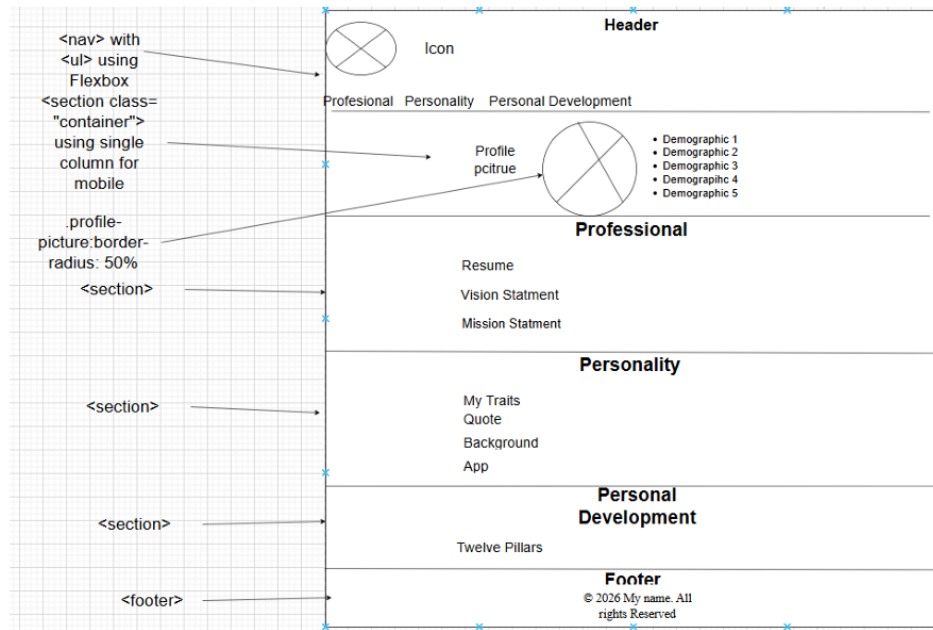 <nav> with
<ul> using
Flexbox
<section class=
"container">
using single
column for
mobile
.profile-
picture:border-
radius: 50%
<section>
<section>
<section>
<footer>
Header
Icon
Profesional Personality Personal Development
Profile
pcitrue
• Demographic 1
• Demographic 2
• Demographic 3
• Demograpihc 4
• Demographic 5
Professional
Resume
Vision Statment
Mission Statment
Personality
My Traits
Quote
Background
App
Personal
Development
Twelve Pillars
Footer
© 2026 My name. All
rights Reserved